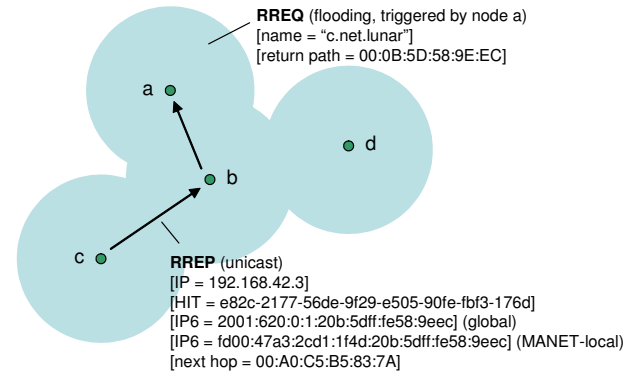 RREQ (flooding, triggered by node a)
[name = “c.net.lunar”]
[return path = 00:0B:5D:58:9E:EC]
a
d
b
c
RREP (unicast)
[IP = 192.168.42.3]
[HIT = e82c-2177-56de-9f29-e505-90fe-fbf3-176d]
[IP6 = 2001:620:0:1:20b:5dff:fe58:9eec] (global)
[IP6 = fd00:47a3:2cd1:1f4d:20b:5dff:fe58:9eec] (MANET-local)
[next hop = 00:A0:C5:B5:83:7A]